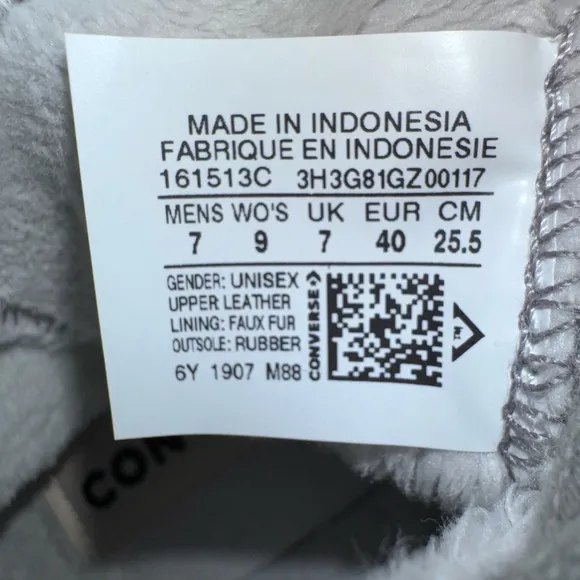 MADE IN INDONESIA
FABRIQUE EN INDONESIE
161513C 3H3G81GZ00117
MENS WO'S UK EUR CM
7 9 7 40 25.5
GENDER: UNISEX
UPPER LEATHER
LINING: FAUX FUR
OUTSOLE: RUBBER
6Y 1907 M88
CONVERSE
TM
CON